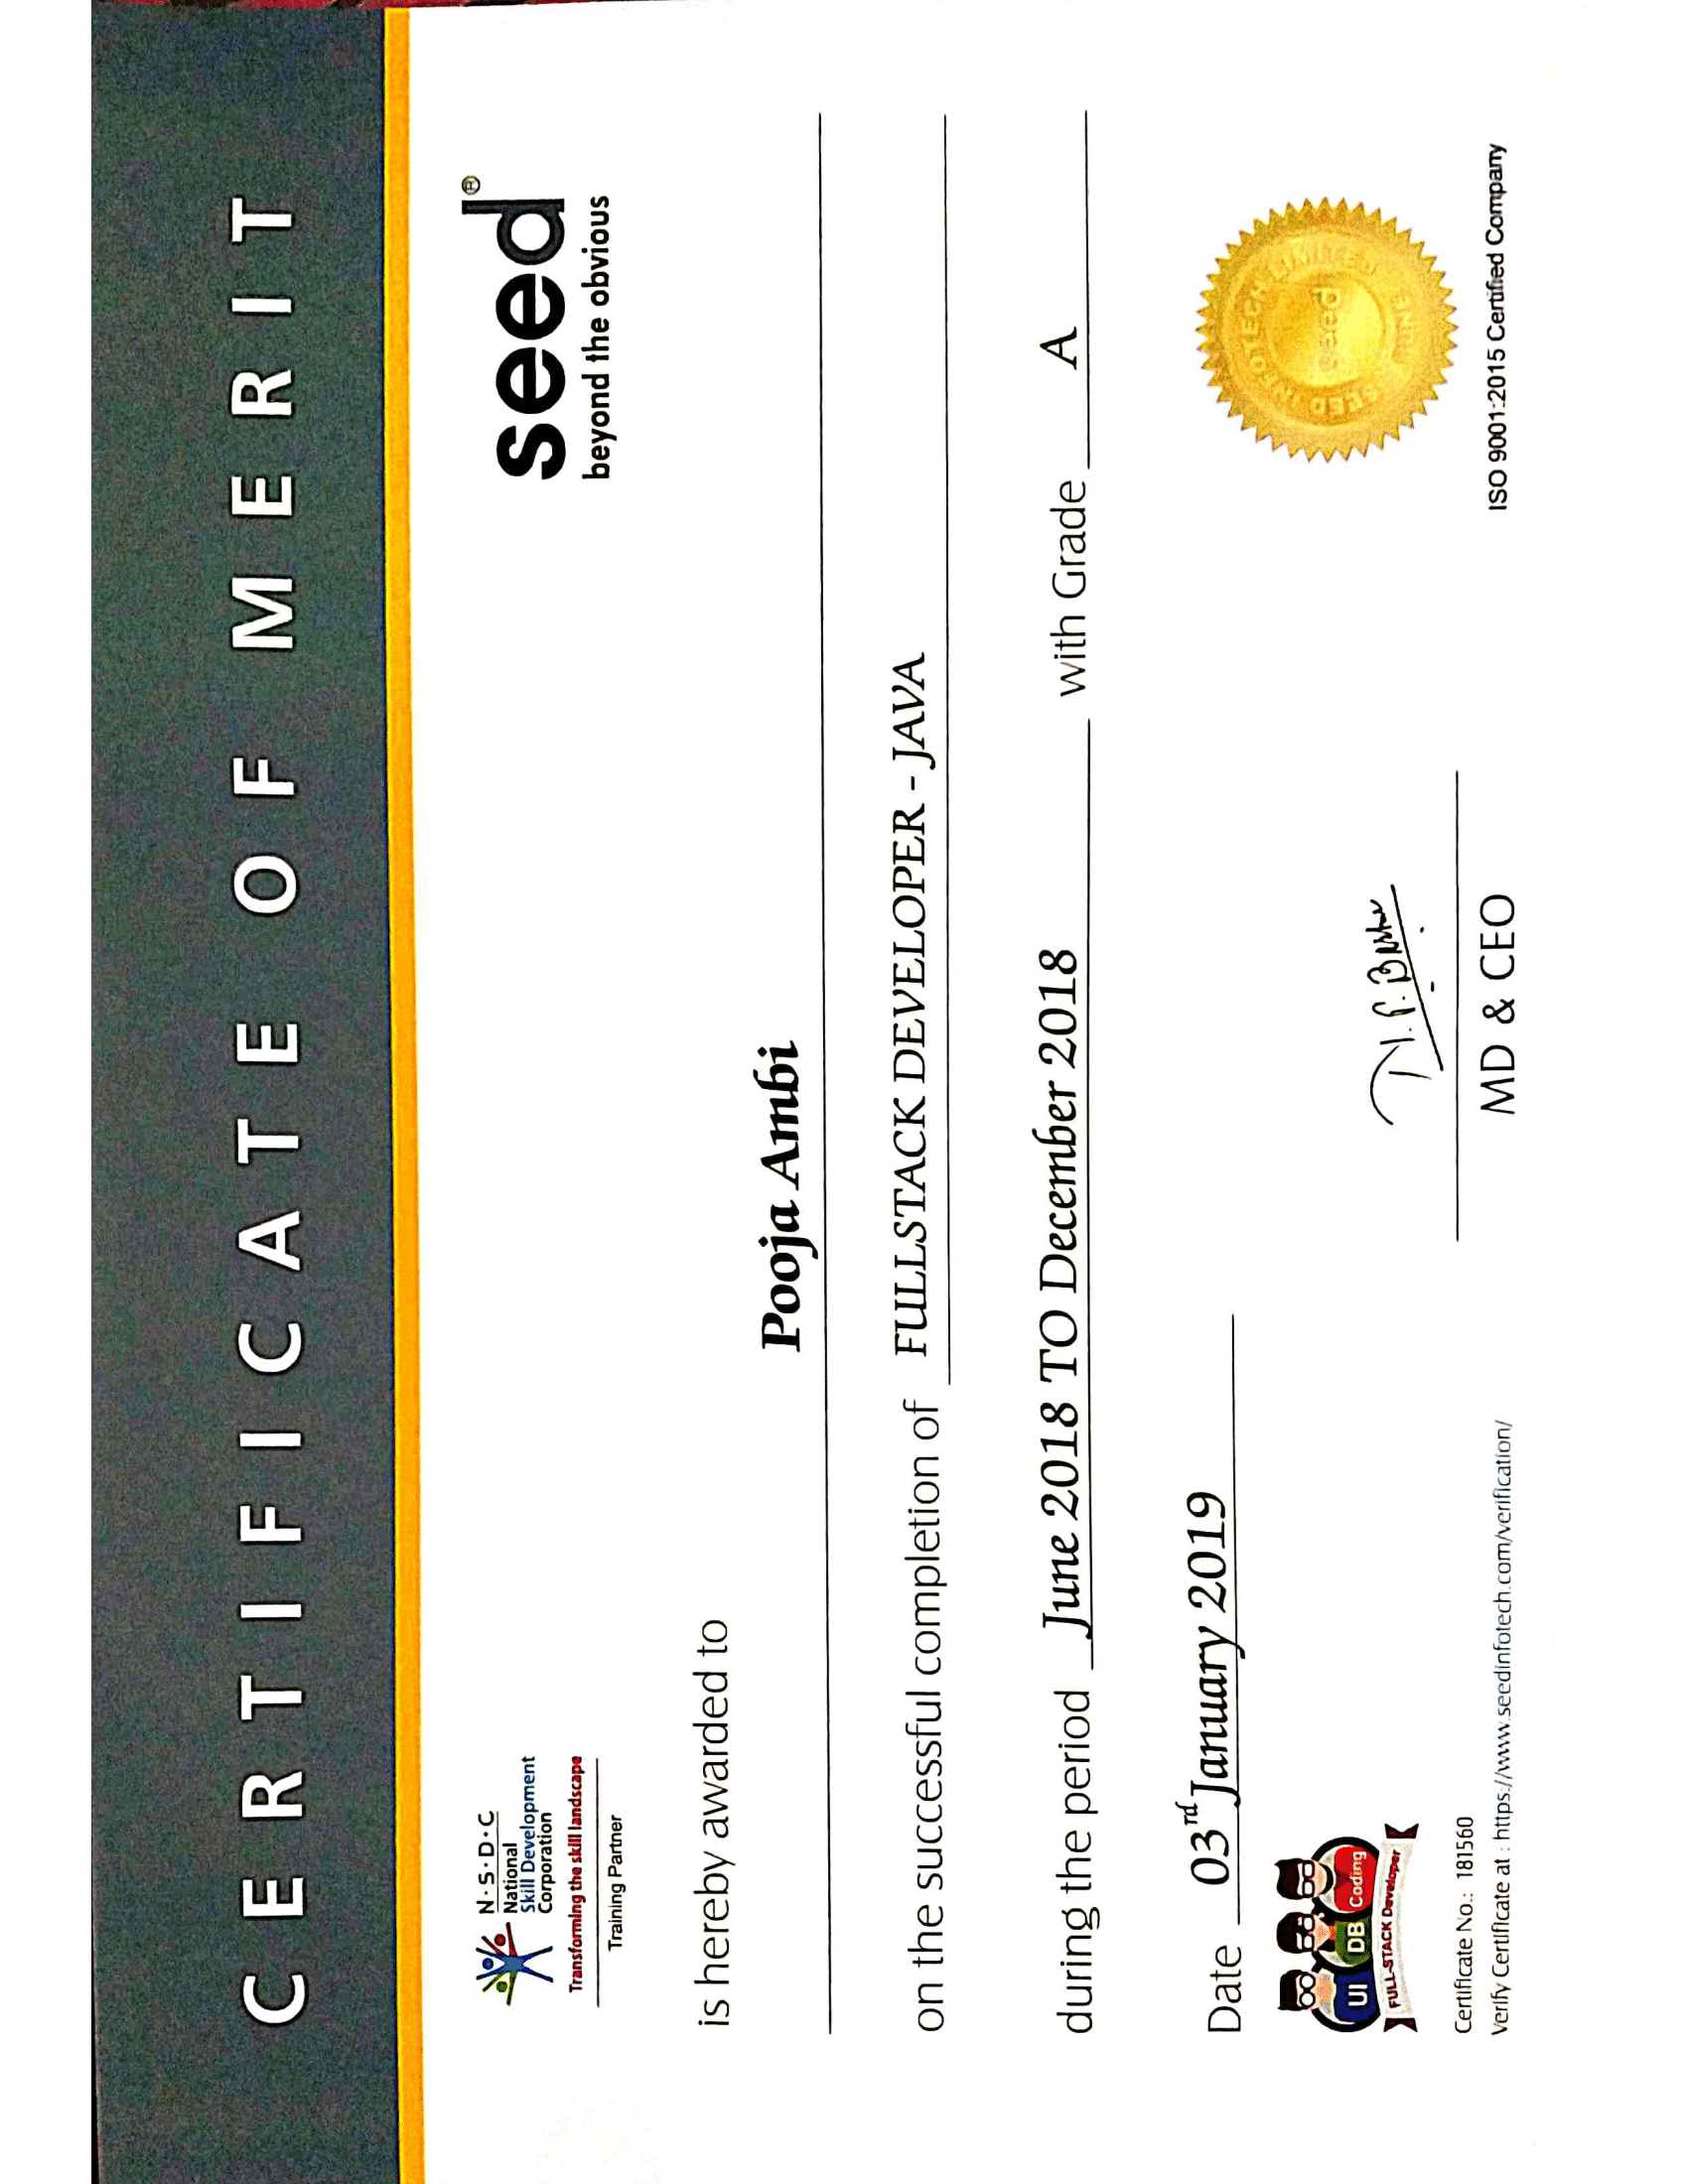 CERTIFICATE OF MERIT
N·S·D·C
National
Skill Development
Corporation
Transforming the skill landscape
Training Partner
seed®
beyond the obvious
is hereby awarded to
Pooja Ambi
on the successful completion of FULLSTACK DEVELOPER - JAVA
during the period June 2018 TO December 2018 with Grade A
Date 03rd January 2019
UI DB Coding
FULL-STACK Developer
SEED INFOTECH LIMITED
seed
PUNE
MD & CEO
Certificate No.: 181560
Verify Certificate at : https://www.seedinfotech.com/verification/
ISO 9001:2015 Certified Company